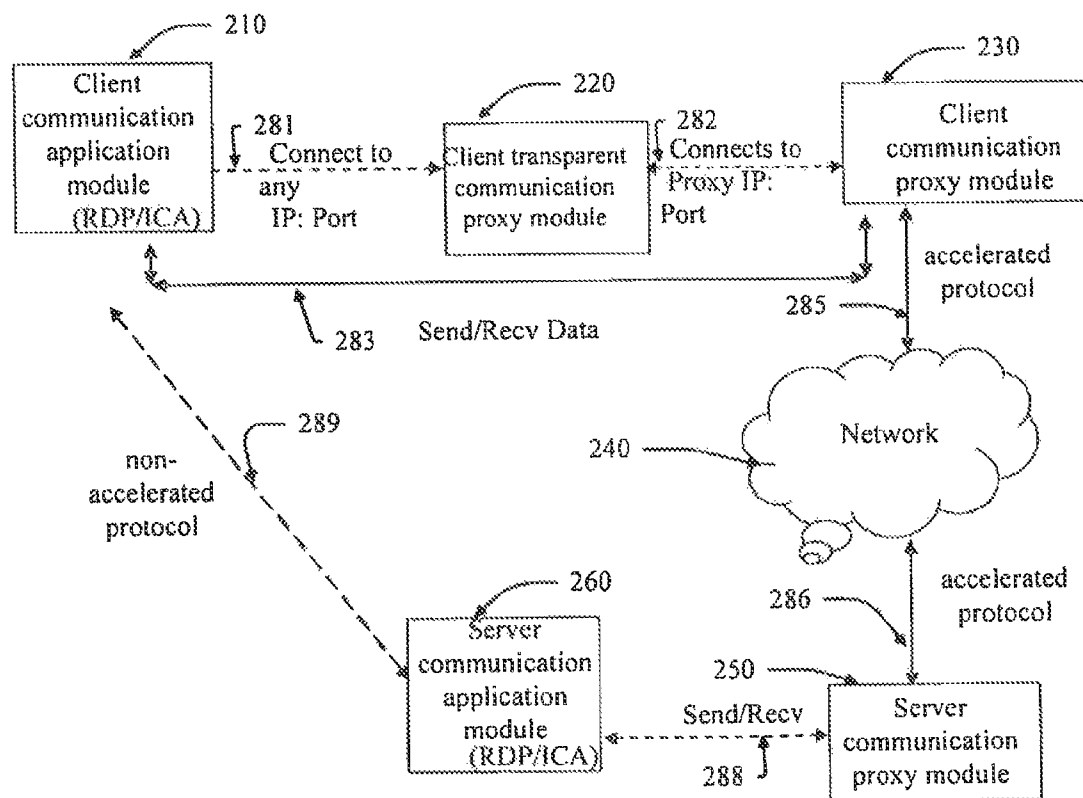 210
230
220
Client
communication
application
module
(RDP/ICA)
281
Connect to
any
IP: Port
Client transparent
communication
proxy module
282
Connects to
Proxy IP:
Port
Client
communication
proxy module
283
Send/Recv Data
285
accelerated
protocol
289
non-
accelerated
protocol
Network
240
260
Server
communication
application
module
(RDP/ICA)
286
accelerated
protocol
250
Send/Recv
288
Server
communication
proxy module